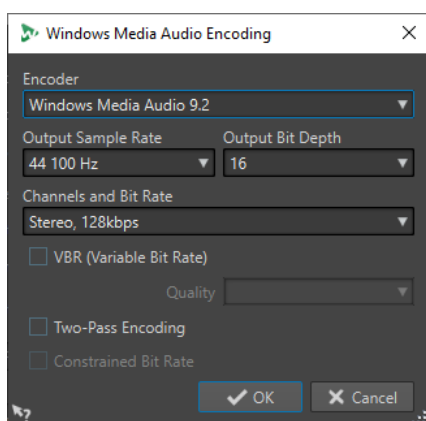 Windows Media Audio Encoding
Encoder
Windows Media Audio 9.2
Output Sample Rate Output Bit Depth
44 100 Hz 16
Channels and Bit Rate
Stereo, 128kbps
VBR (Variable Bit Rate)
Quality
Two-Pass Encoding
Constrained Bit Rate
OK Cancel
?